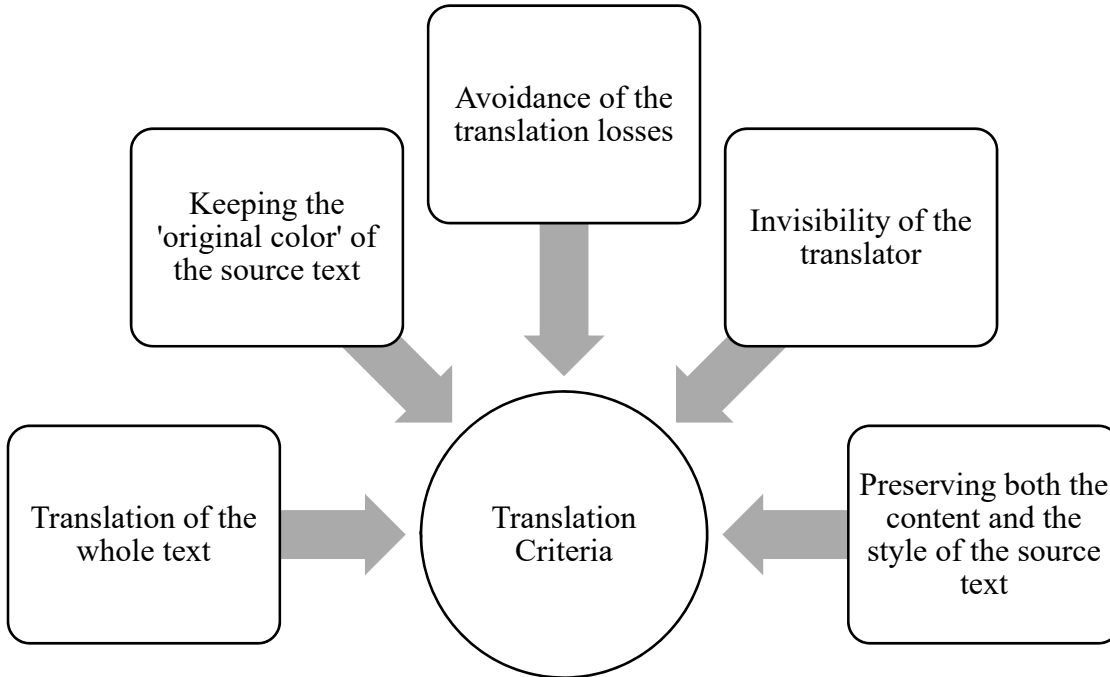 Avoidance of the
translation losses
Keeping the
'original color' of
the source text
Invisibility of the
translator
Translation of the
whole text
Translation
Criteria
Preserving both the
content and the
style of the source
text